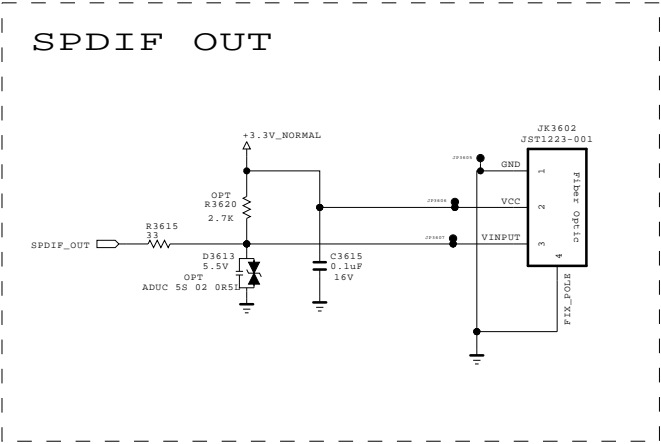 SPDIF OUT
+3.3V_NORMAL
JK3602
JST1223-001
JP3605
GND
1
OPT
R3620
2.7K
JP3606
VCC
2
Fiber Optic
R3615
33
SPDIF_OUT
JP3607
VINPUT
3
D3613
5.5V
OPT
ADUC 5S 02 0R5L
C3615
0.1uF
16V
4
FIX_POLE